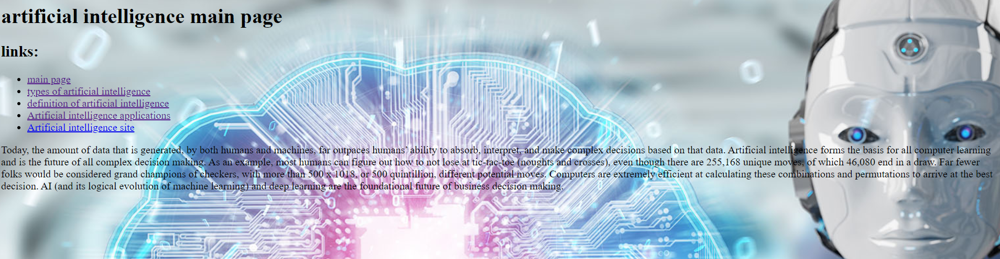 artificial intelligence main page
links:
main page
types of artificial intelligence
definition of artificial intelligence
Artificial intelligence applications
Artificial intelligence site
Today, the amount of data that is generated, by both humans and machines, far outpaces humans’ ability to absorb, interpret, and make complex decisions based on that data. Artificial intelligence forms the basis for all computer learning
and is the future of all complex decision making. As an example, most humans can figure out how to not lose at tic-tac-toe (noughts and crosses), even though there are 255,168 unique moves, of which 46,080 end in a draw. Far fewer
folks would be considered grand champions of checkers, with more than 500 x 1018, or 500 quintillion, different potential moves. Computers are extremely efficient at calculating these combinations and permutations to arrive at the best
decision. AI (and its logical evolution of machine learning) and deep learning are the foundational future of business decision making.